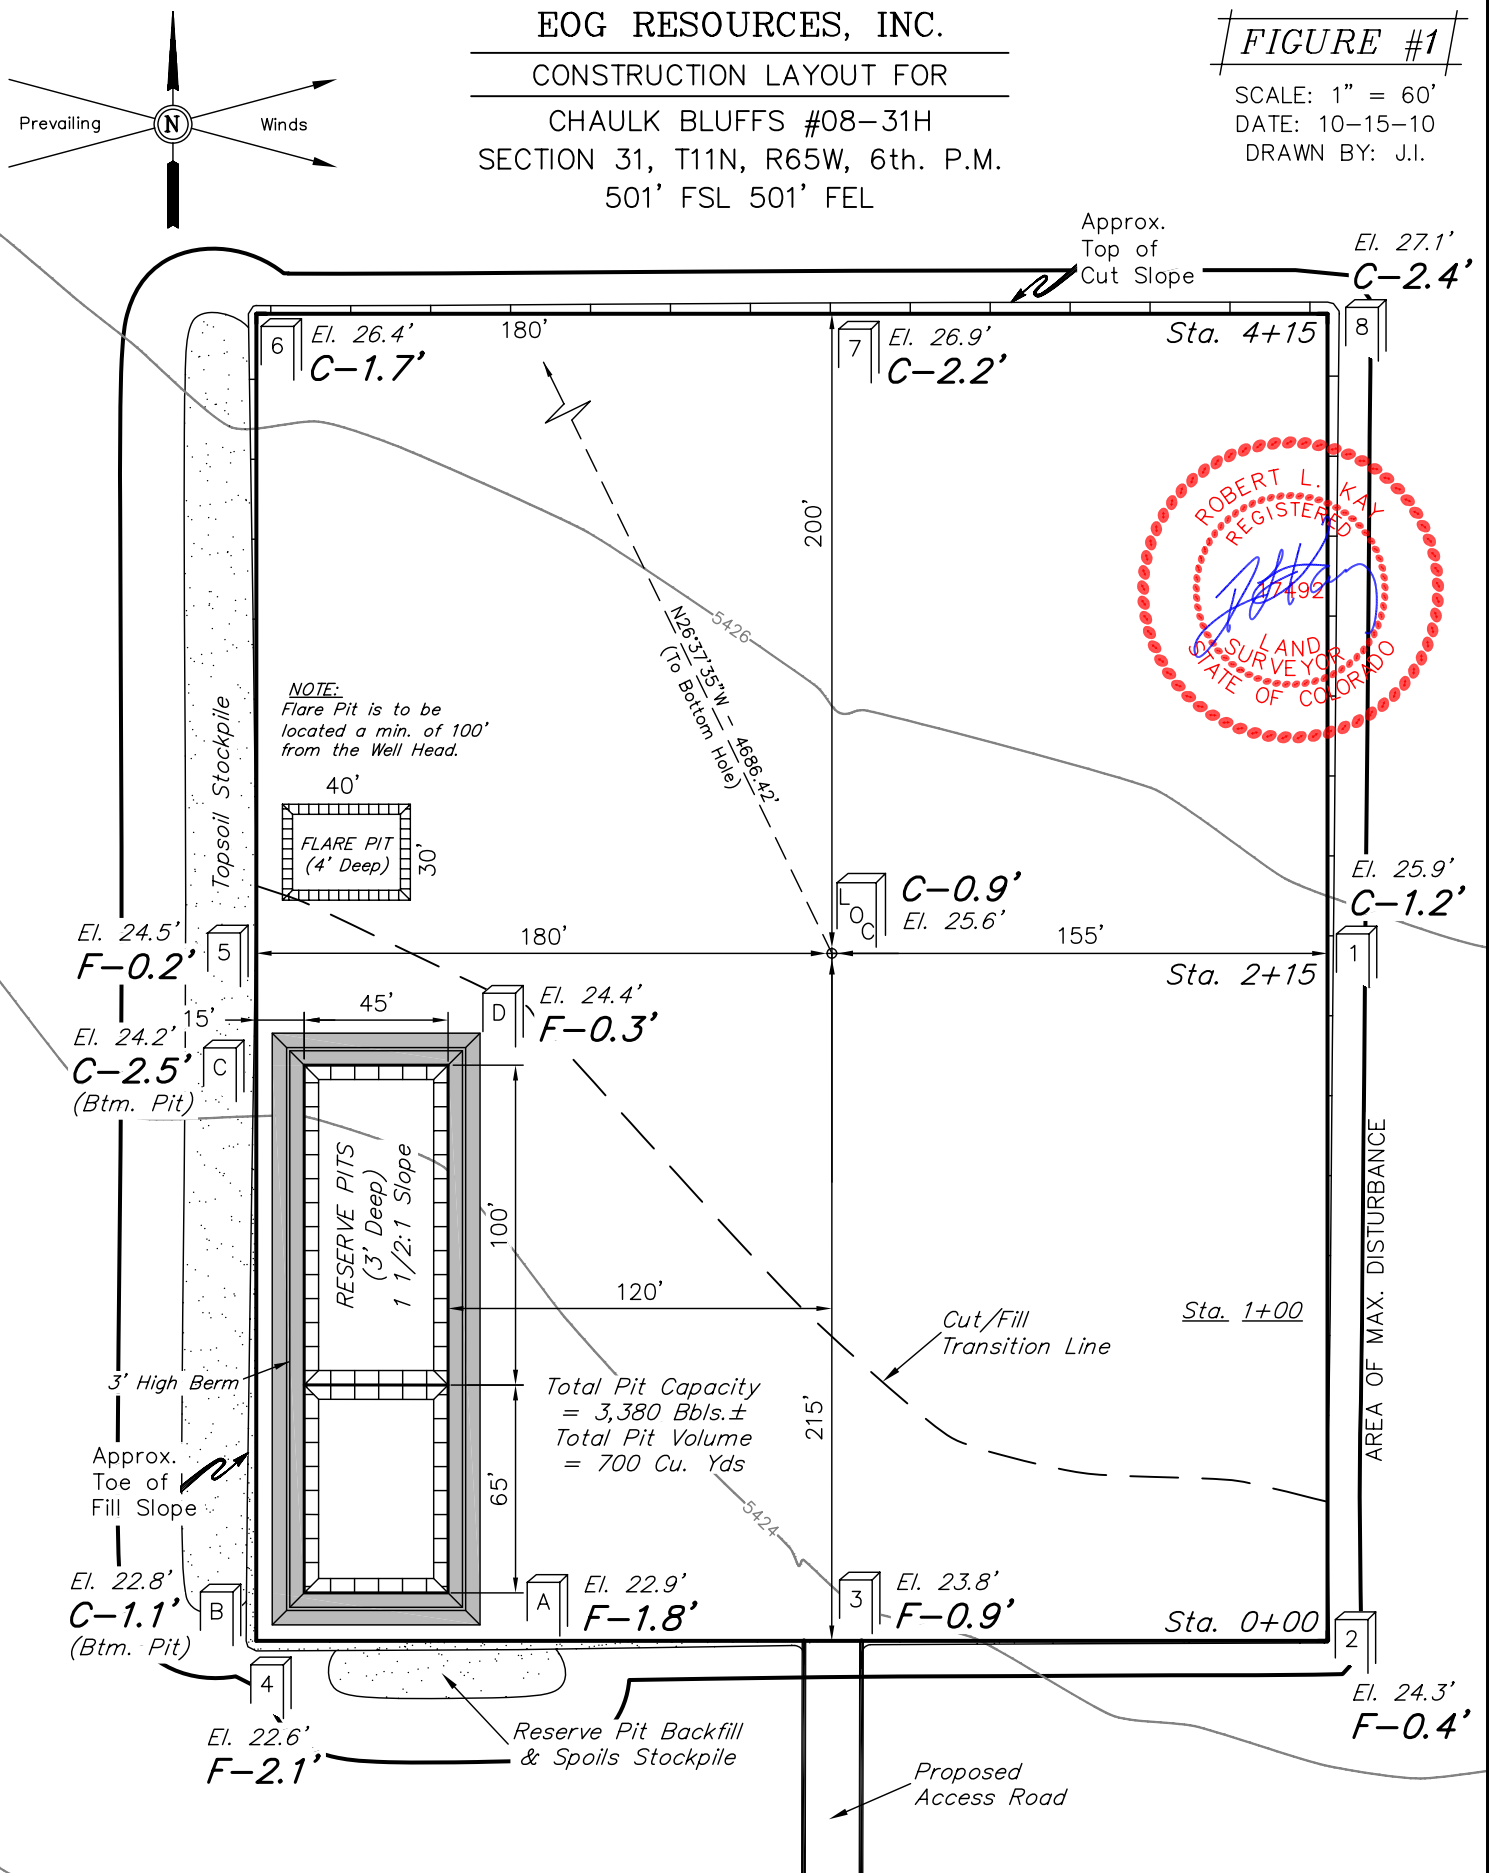 EOG RESOURCES, INC.
CONSTRUCTION LAYOUT FOR
CHAULK BLUFFS #08-31H
SECTION 31, T11N, R65W, 6th. P.M.
501' FSL 501' FEL
FIGURE #1
SCALE: 1" = 60'
DATE: 10-15-10
DRAWN BY: J.I.
Prevailing
N
Winds
Approx.
Top of
Cut Slope
El. 27.1'
C-2.4'
8
6
El. 26.4'
C-1.7'
180'
7
El. 26.9'
C-2.2'
Sta. 4+15
200'
ROBERT L. KAY
REGISTERED
17492
LAND
SURVEYOR
STATE OF COLORADO
5426
N26°37'35"W - 4686.42'
(To Bottom Hole)
NOTE:
Flare Pit is to be
located a min. of 100'
from the Well Head.
Topsoil Stockpile
40'
FLARE PIT
(4' Deep)
30'
LOC
C-0.9'
El. 25.6'
El. 25.9'
C-1.2'
1
El. 24.5'
F-0.2'
5
180'
155'
Sta. 2+15
15'
45'
D
El. 24.4'
F-0.3'
El. 24.2'
C-2.5'
(Btm. Pit)
C
RESERVE PITS
(3' Deep)
1 1/2:1 Slope
100'
120'
AREA OF MAX. DISTURBANCE
Sta. 1+00
Cut/Fill
Transition Line
3' High Berm
Total Pit Capacity
= 3,380 Bbls.±
Total Pit Volume
= 700 Cu. Yds
215'
Approx.
Toe of
Fill Slope
65'
5424
El. 22.8'
C-1.1'
(Btm. Pit)
B
A
El. 22.9'
F-1.8'
3
El. 23.8'
F-0.9'
Sta. 0+00
2
4
El. 24.3'
F-0.4'
El. 22.6'
F-2.1'
Reserve Pit Backfill
& Spoils Stockpile
Proposed
Access Road